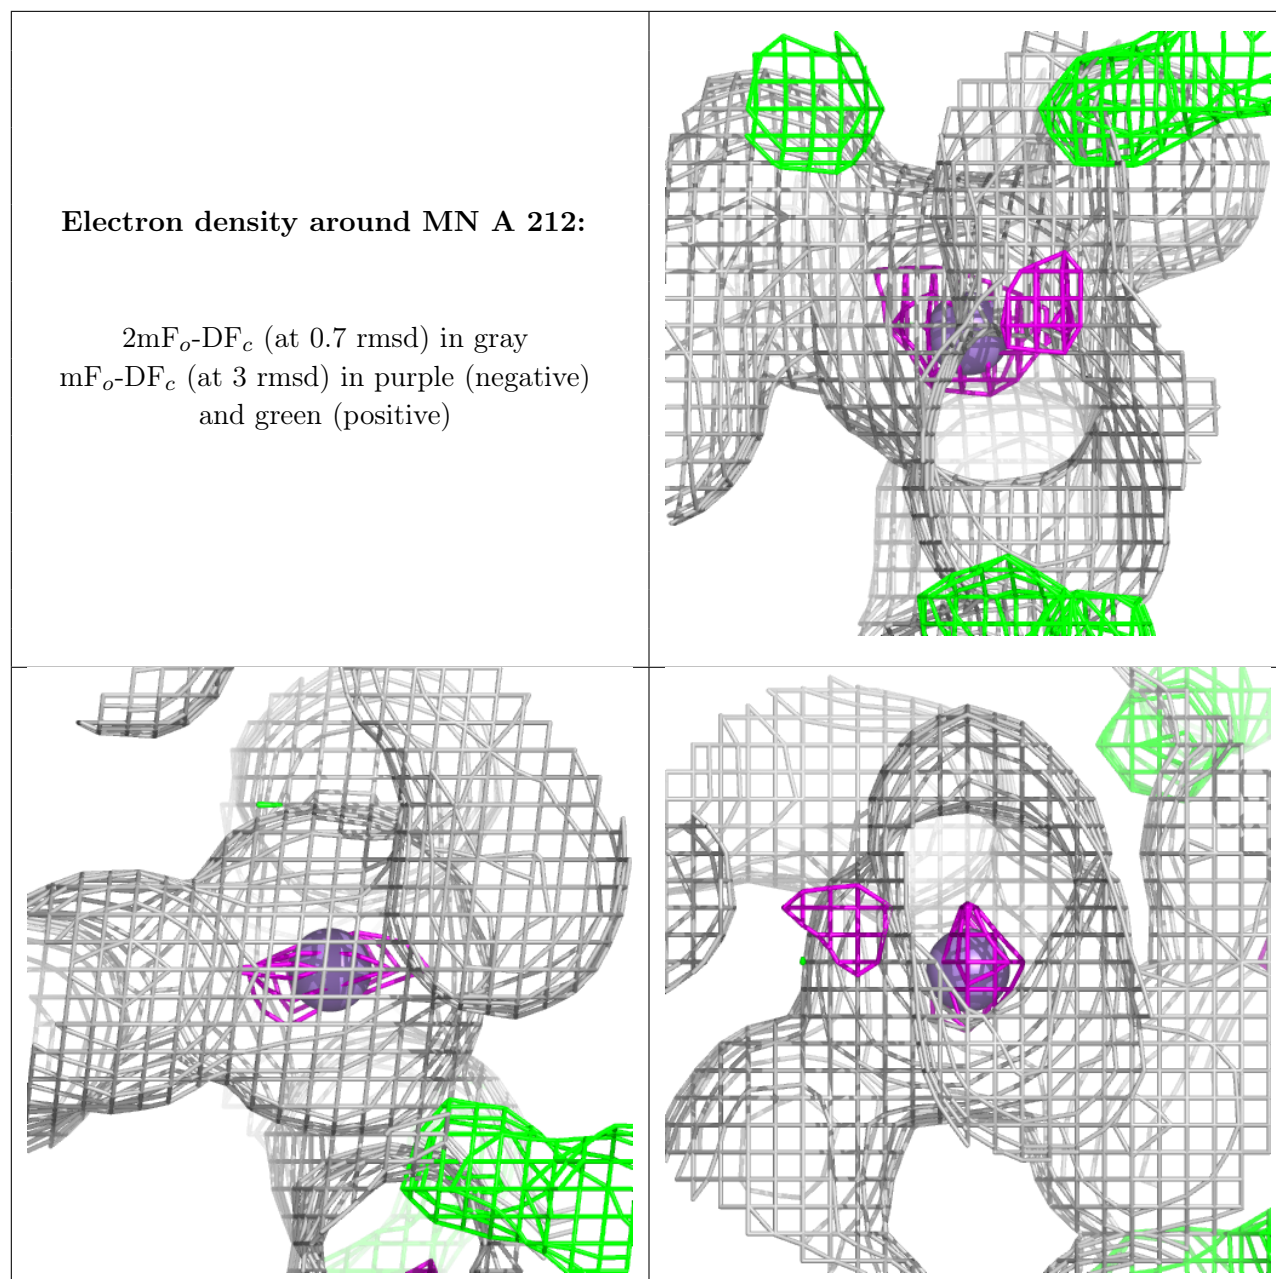 Electron density around MN A 212:
2mFo-DFc (at 0.7 rmsd) in gray
mFo-DFc (at 3 rmsd) in purple (negative)
and green (positive)